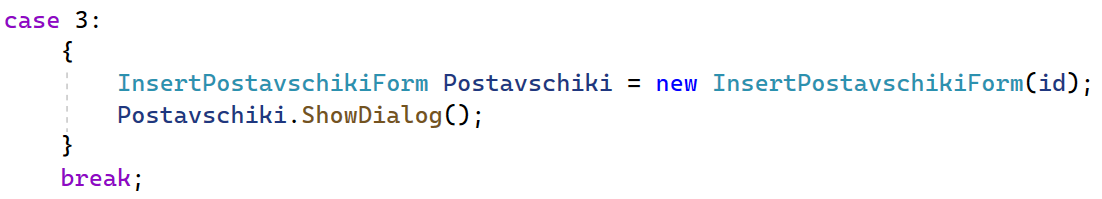 case 3:
{
InsertPostavschikiForm Postavschiki = new InsertPostavschikiForm(id);
Postavschiki.ShowDialog();
}
break;